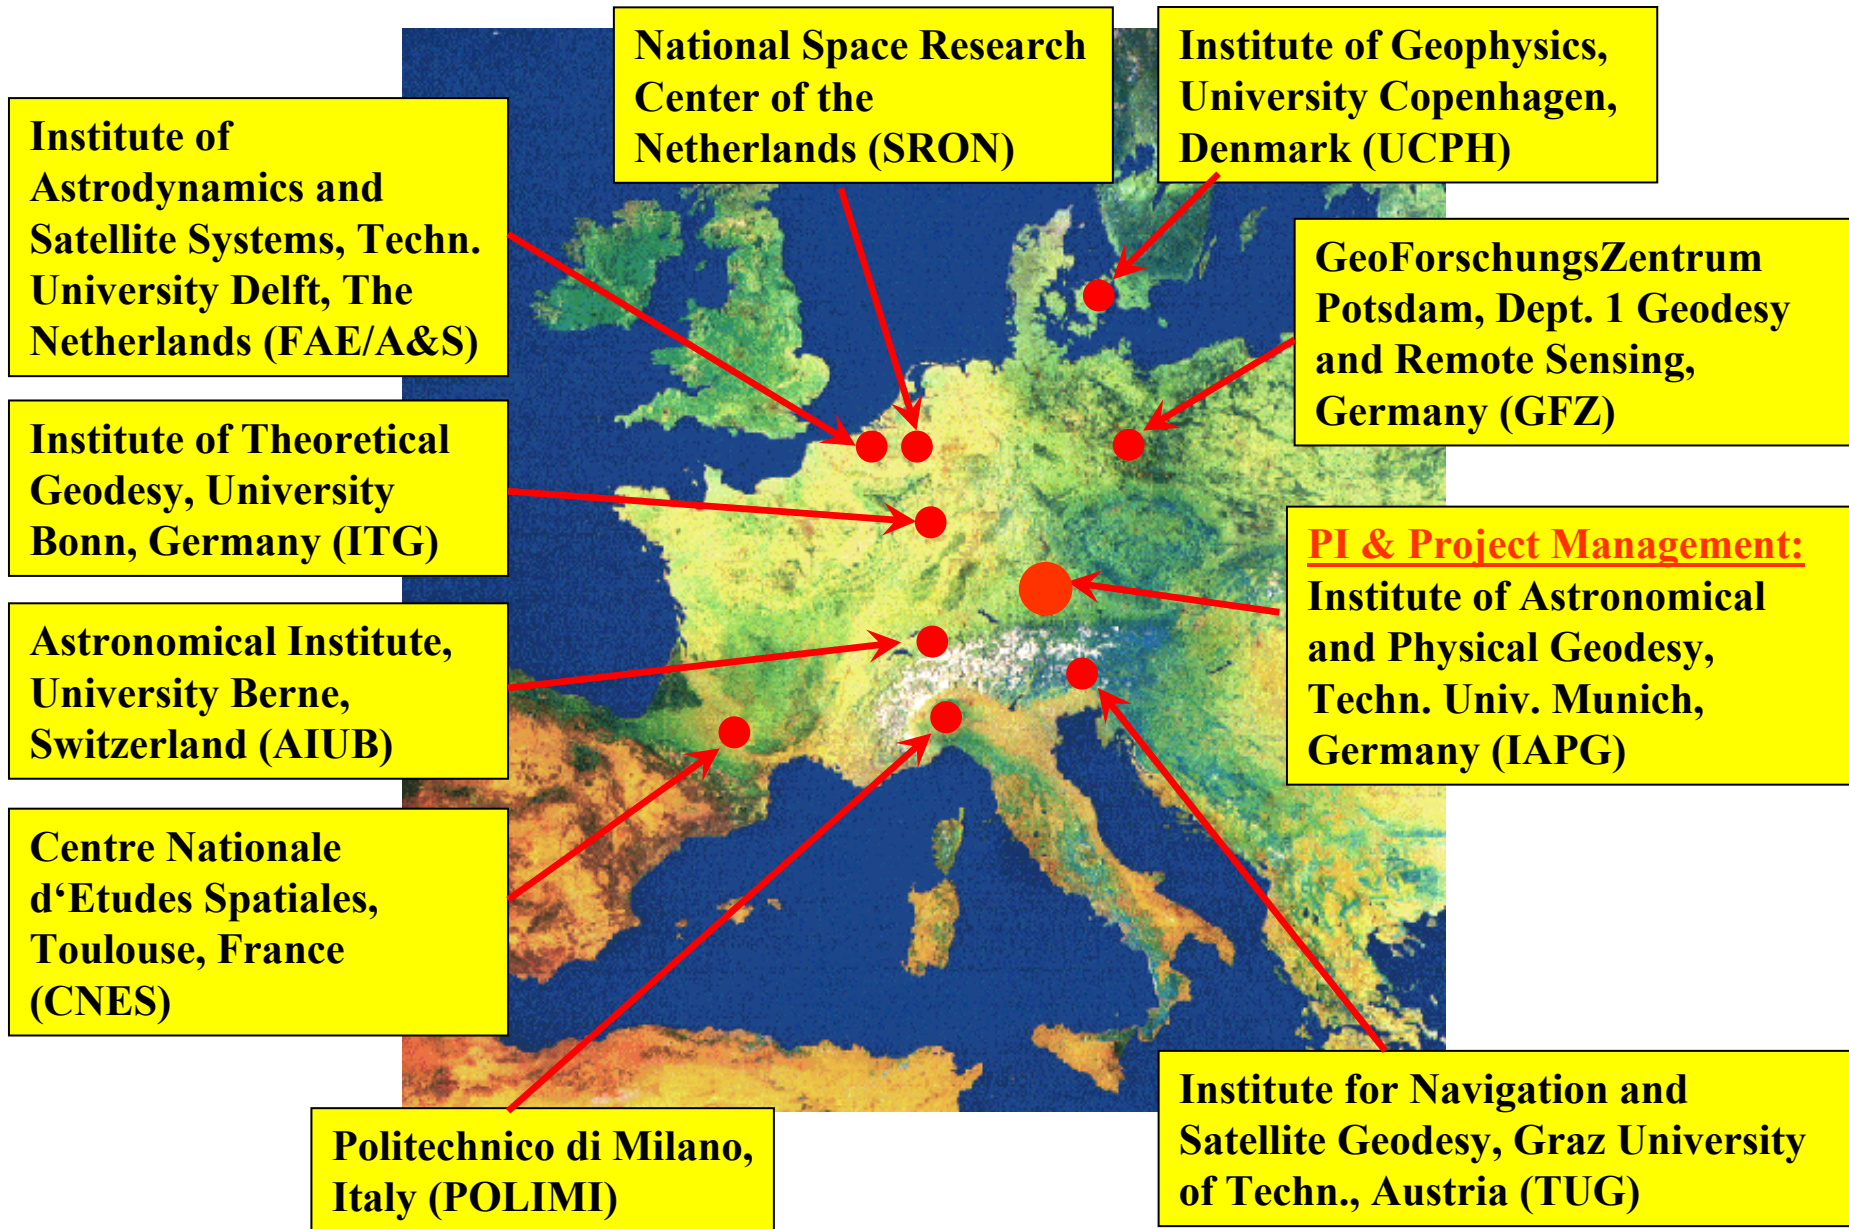 National Space Research
Center of the
Netherlands (SRON)
Institute of Geophysics,
University Copenhagen,
Denmark (UCPH)
Institute of
Astrodynamics and
Satellite Systems, Techn.
University Delft, The
Netherlands (FAE/A&S)
GeoForschungsZentrum
Potsdam, Dept. 1 Geodesy
and Remote Sensing,
Germany (GFZ)
Institute of Theoretical
Geodesy, University
Bonn, Germany (ITG)
PI & Project Management:
Institute of Astronomical
and Physical Geodesy,
Techn. Univ. Munich,
Germany (IAPG)
Astronomical Institute,
University Berne,
Switzerland (AIUB)
Centre Nationale
d‘Etudes Spatiales,
Toulouse, France
(CNES)
Politechnico di Milano,
Italy (POLIMI)
Institute for Navigation and
Satellite Geodesy, Graz University
of Techn., Austria (TUG)